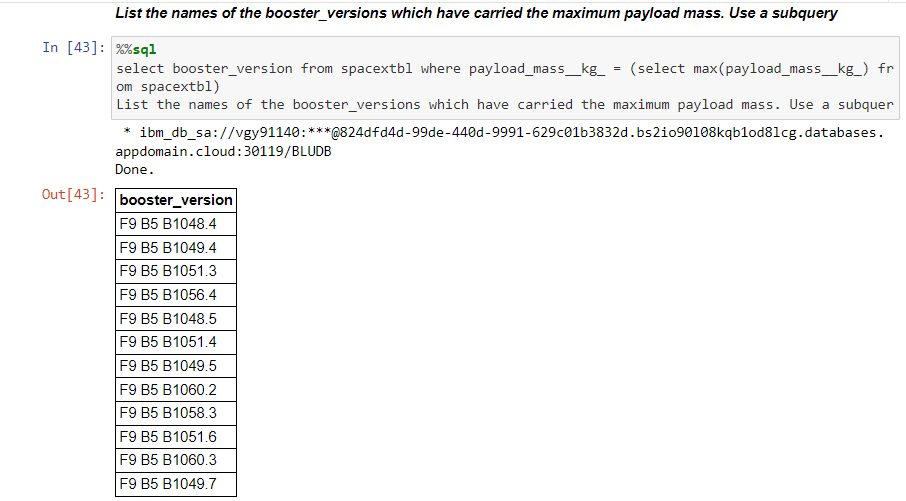 List the names of the booster_versions which have carried the maximum payload mass. Use a subquery
In [43]: %%sql
select booster_version from spacextbl where payload_mass__kg_ = (select max(payload_mass__kg_) fr
om spacextbl)
List the names of the booster_versions which have carried the maximum payload mass. Use a subquer
* ibm_db_sa://vgy91140:***@824dfd4d-99de-440d-9991-629c01b3832d.bs2io90l08kqb1od8lcg.databases.
appdomain.cloud:30119/BLUDB
Done.
Out[43]: booster_version
F9 B5 B1048.4
F9 B5 B1049.4
F9 B5 B1051.3
F9 B5 B1056.4
F9 B5 B1048.5
F9 B5 B1051.4
F9 B5 B1049.5
F9 B5 B1060.2
F9 B5 B1058.3
F9 B5 B1051.6
F9 B5 B1060.3
F9 B5 B1049.7